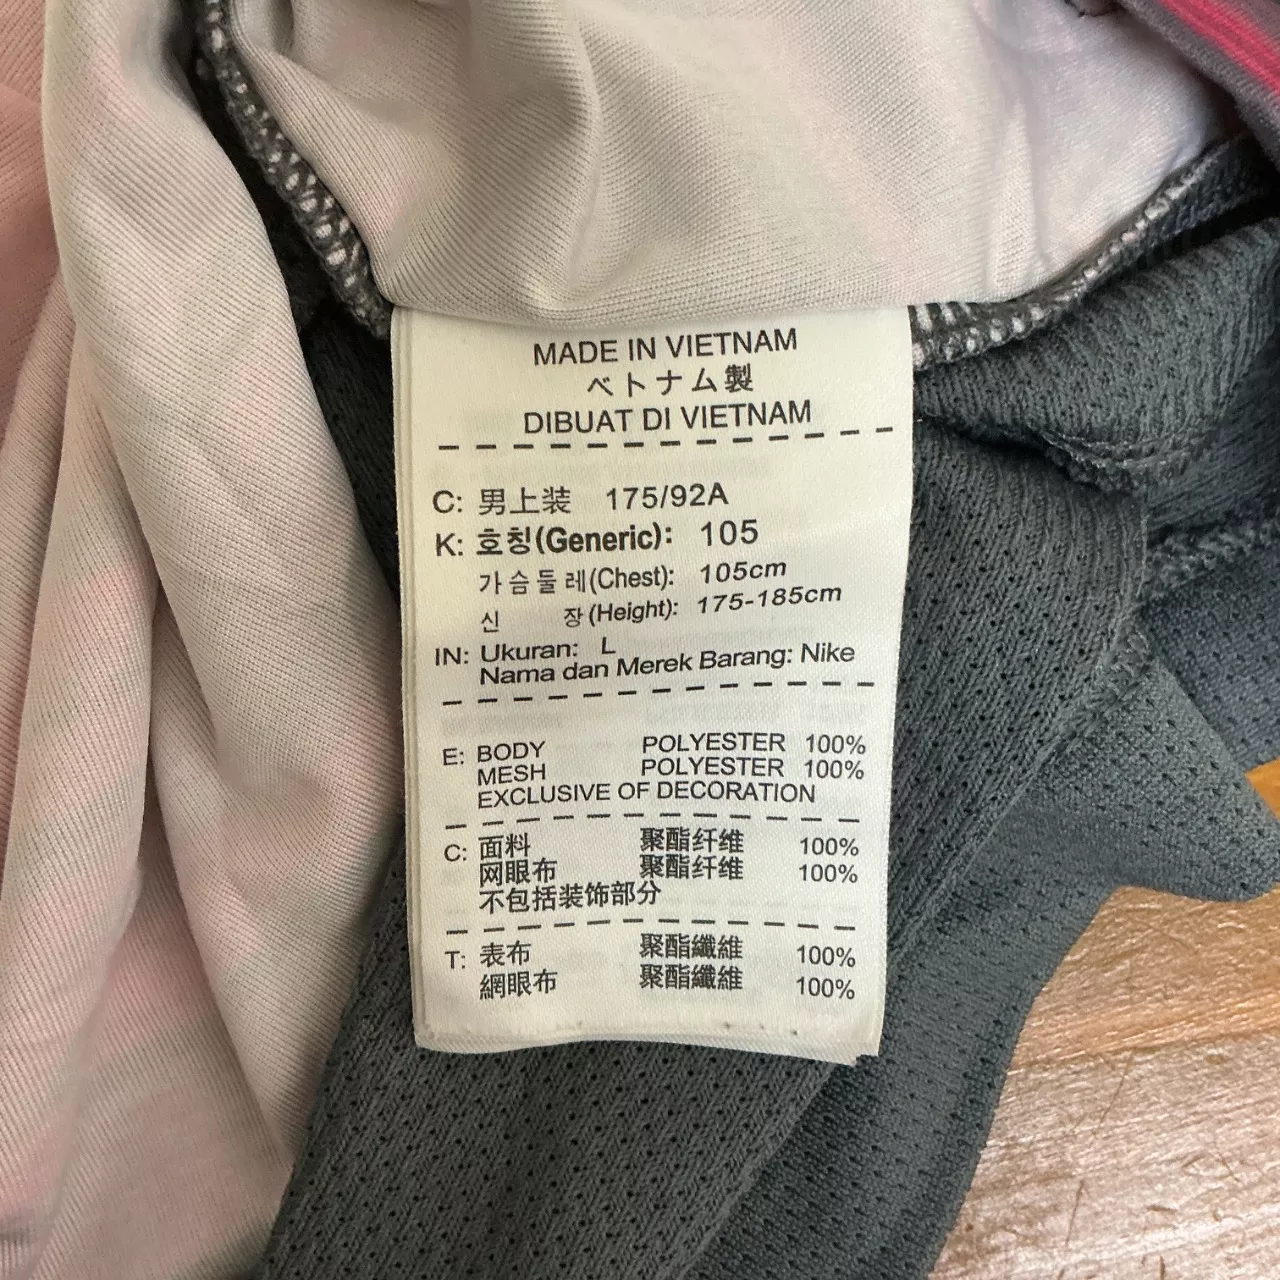 MADE IN VIETNAM
ベトナム製
DIBUAT DI VIETNAM
C: 男上装 175/92A
K: 호칭(Generic): 105
가슴둘레(Chest): 105cm
신 장(Height): 175-185cm
IN: Ukuran: L
Nama dan Merek Barang: Nike
E: BODY POLYESTER 100%
MESH POLYESTER 100%
EXCLUSIVE OF DECORATION
C: 面料 聚酯纤维 100%
网眼布 聚酯纤维 100%
不包括装饰部分
T: 表布 聚酯纖維 100%
網眼布 聚酯纖維 100%